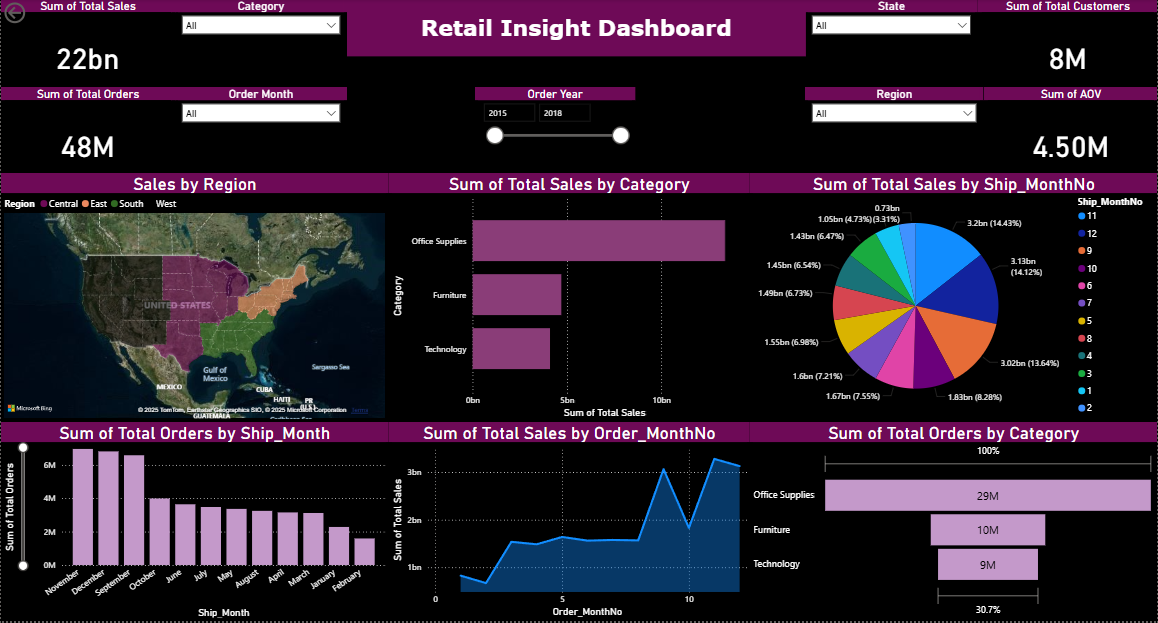 Sum of Total Sales
Category
All
22bn
Retail Insight Dashboard
State
All
Sum of Total Customers
8M
Sum of Total Orders
48M
Order Month
All
Order Year
2015
2018
Region
All
Sum of AOV
4.50M
Sales by Region
Region Central East South West
UNITED STATES
MEXICO
Gulf of
Mexico
CUBA
HAITI
PR
(U.S.)
GUATEMALA
Sargasso Sea
Microsoft Bing
© 2025 TomTom, Earthstar Geographics SIO, © 2025 Microsoft Corporation Terms
Sum of Total Sales by Category
Category
Office Supplies
Furniture
Technology
0bn
5bn
10bn
Sum of Total Sales
Sum of Total Sales by Ship_MonthNo
3.2bn (14.43%)
3.13bn
(14.12%)
3.02bn (13.64%)
1.83bn (8.28%)
1.67bn (7.55%)
1.6bn (7.21%)
1.55bn (6.98%)
1.49bn (6.73%)
1.45bn (6.54%)
1.43bn (6.47%)
1.05bn (4.73%)
0.73bn
(3.31%)
Ship_MonthNo
11
12
9
10
6
7
5
8
4
3
1
2
Sum of Total Orders by Ship_Month
Sum of Total Orders
6M
4M
2M
0M
November
December
September
October
June
July
May
August
April
March
January
February
Ship_Month
Sum of Total Sales by Order_MonthNo
Sum of Total Sales
3bn
2bn
1bn
0
5
10
Order_MonthNo
Sum of Total Orders by Category
100%
Office Supplies
29M
Furniture
10M
Technology
9M
30.7%